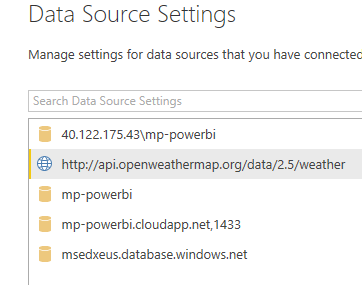 Data Source Settings
Manage settings for data sources that you have connected
Search Data Source Settings
40.122.175.43\mp-powerbi
http://api.openweathermap.org/data/2.5/weather
mp-powerbi
mp-powerbi.cloudapp.net,1433
msedxeus.database.windows.net